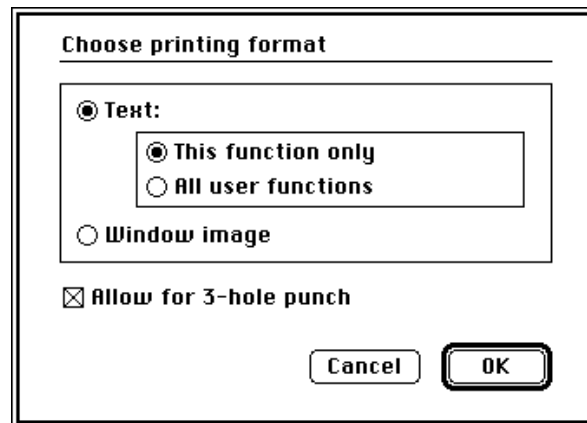 Choose printing format
Text:
This function only
All user functions
Window image
Allow for 3-hole punch
Cancel OK